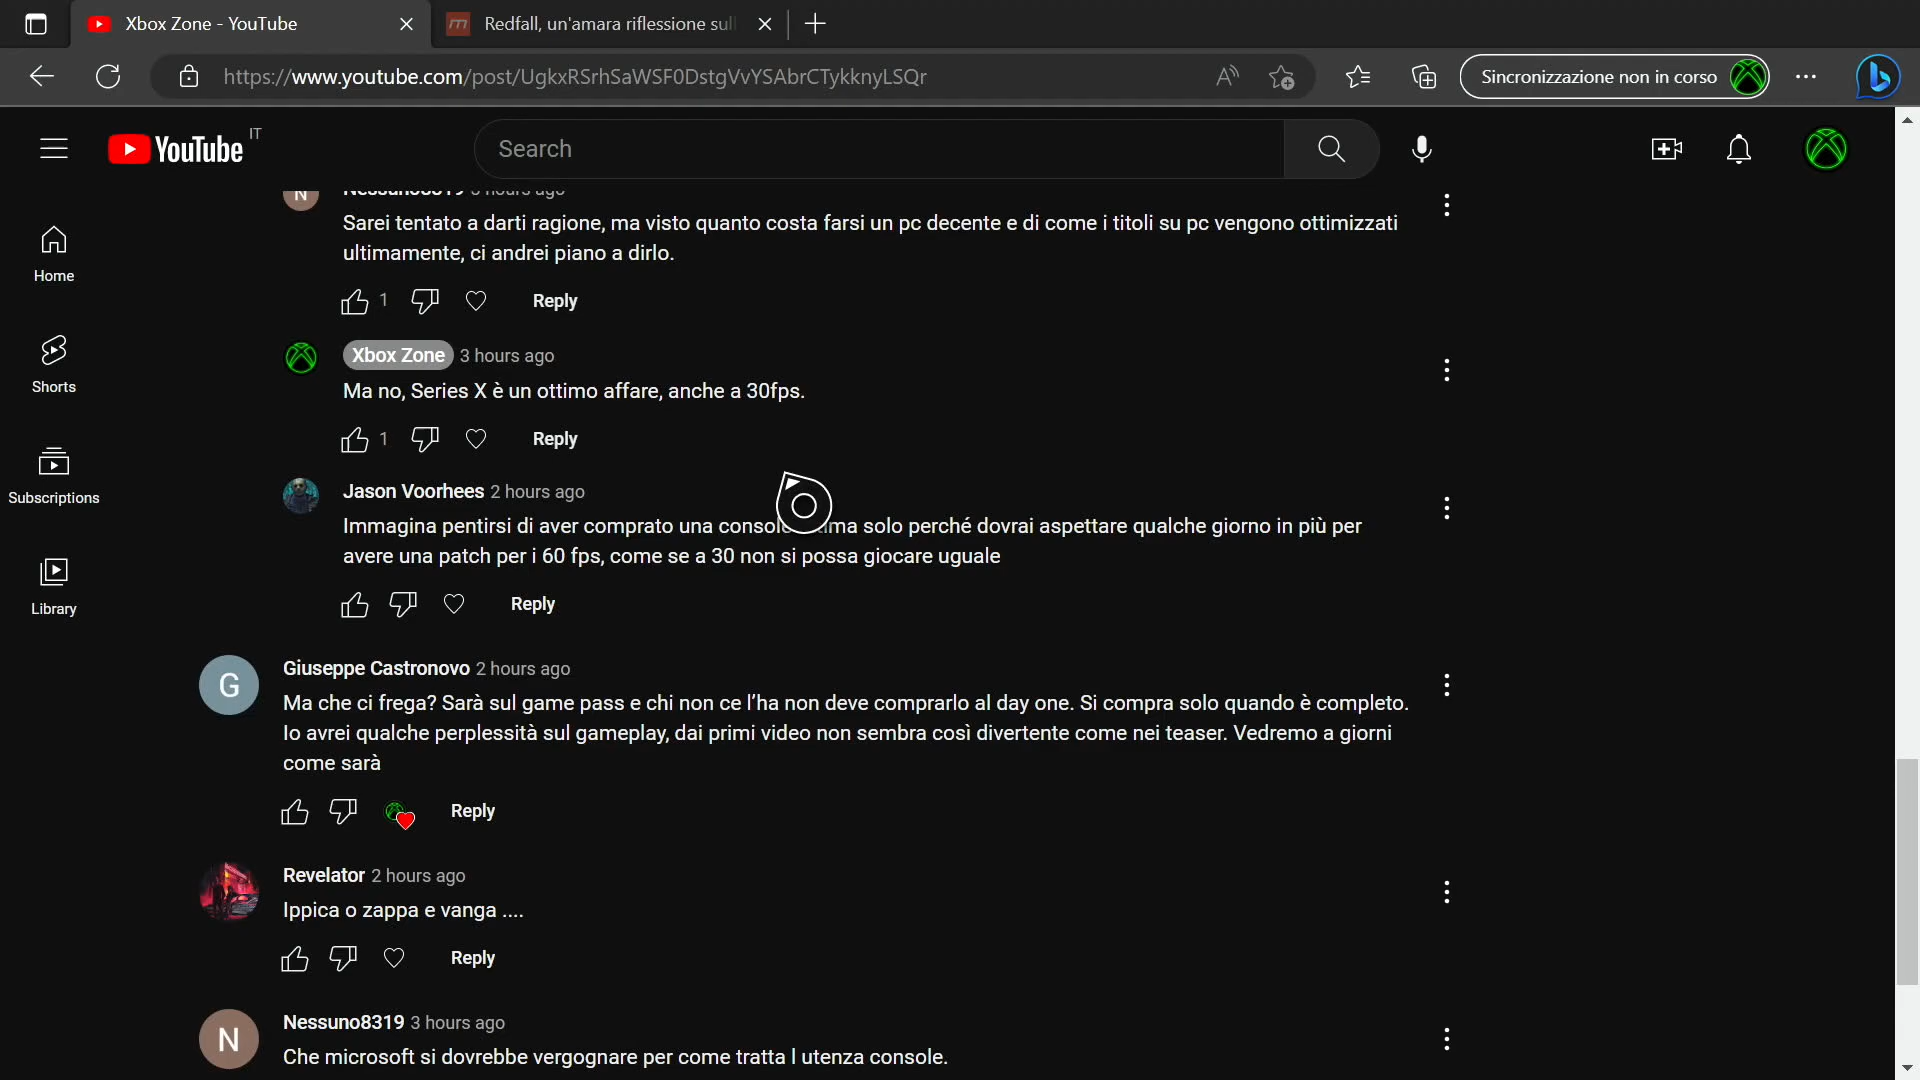 Xbox Zone - YouTube
Redfall, un'amara riflessione sul
https://www.youtube.com/post/UgkxRSrhSaWSF0DstgVvYSAbrCTykknyLSQr
Sincronizzazione non in corso
YouTube IT
Search
Home
Shorts
Subscriptions
Library
N
Nessuno8319 3 hours ago
Sarei tentato a darti ragione, ma visto quanto costa farsi un pc decente e di come i titoli su pc vengono ottimizzati
ultimamente, ci andrei piano a dirlo.
1 Reply
Xbox Zone 3 hours ago
Ma no, Series X è un ottimo affare, anche a 30fps.
1 Reply
Jason Voorhees 2 hours ago
Immagina pentirsi di aver comprato una console solo perché dovrai aspettare qualche giorno in più per
avere una patch per i 60 fps, come se a 30 non si possa giocare uguale
Reply
G
Giuseppe Castronovo 2 hours ago
Ma che ci frega? Sarà sul game pass e chi non ce l’ha non deve comprarlo al day one. Si compra solo quando è completo.
Io avrei qualche perplessità sul gameplay, dai primi video non sembra così divertente come nei teaser. Vedremo a giorni
come sarà
Reply
Revelator 2 hours ago
Ippica o zappa e vanga ....
Reply
N
Nessuno8319 3 hours ago
Che microsoft si dovrebbe vergognare per come tratta l utenza console.